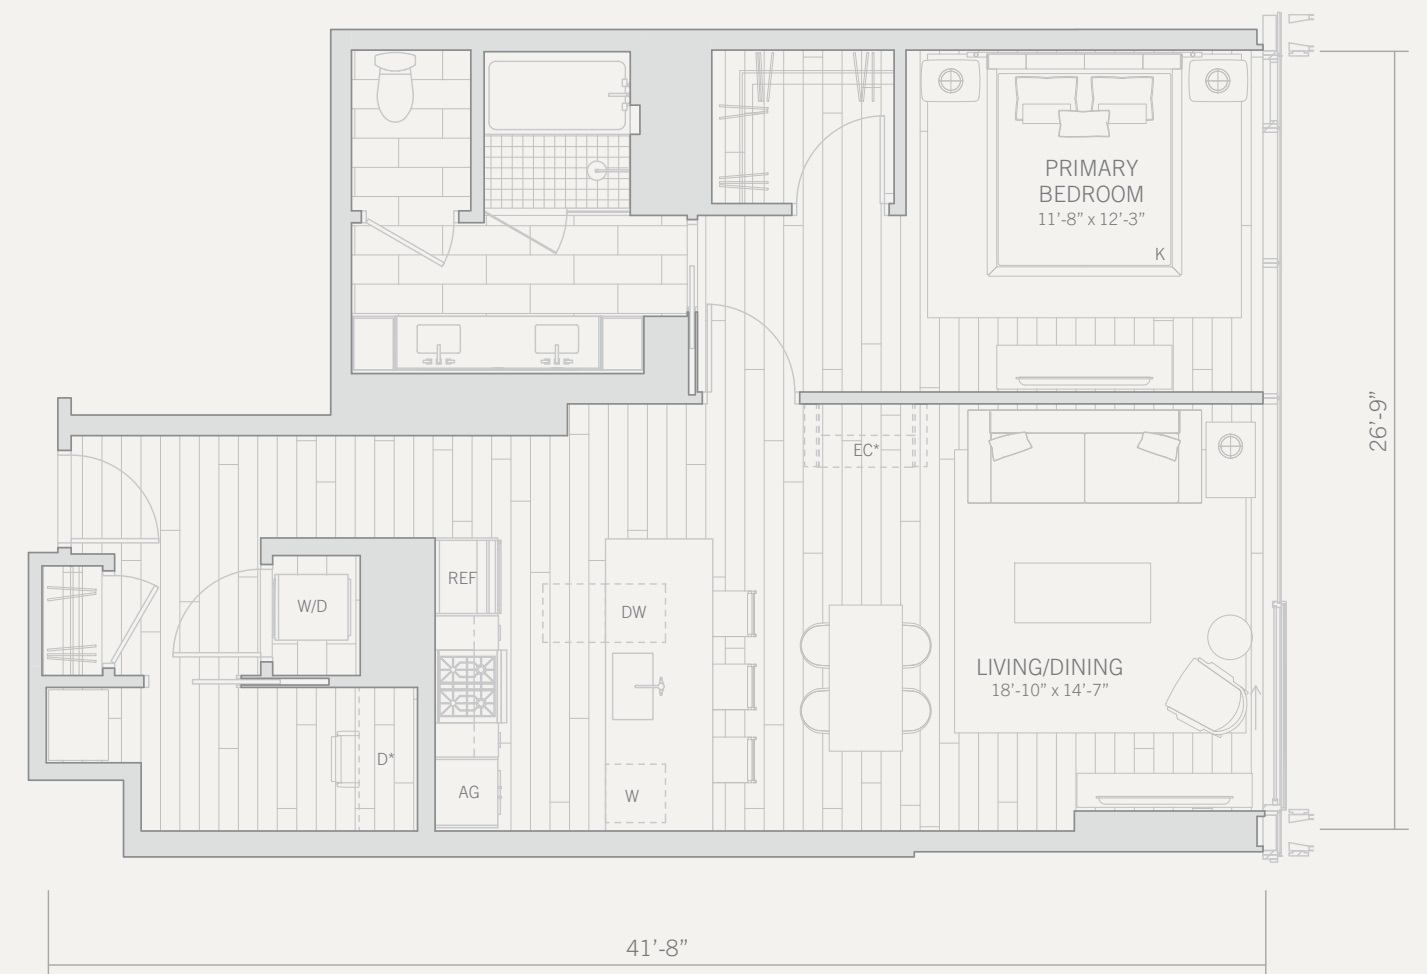 PRIMARY
BEDROOM
11’-8” x 12’-3”
K
26’-9”
EC*
REF
W/D
DW
LIVING/DINING
18’-10” x 14’-7”
D*
AG
W
41’-8”